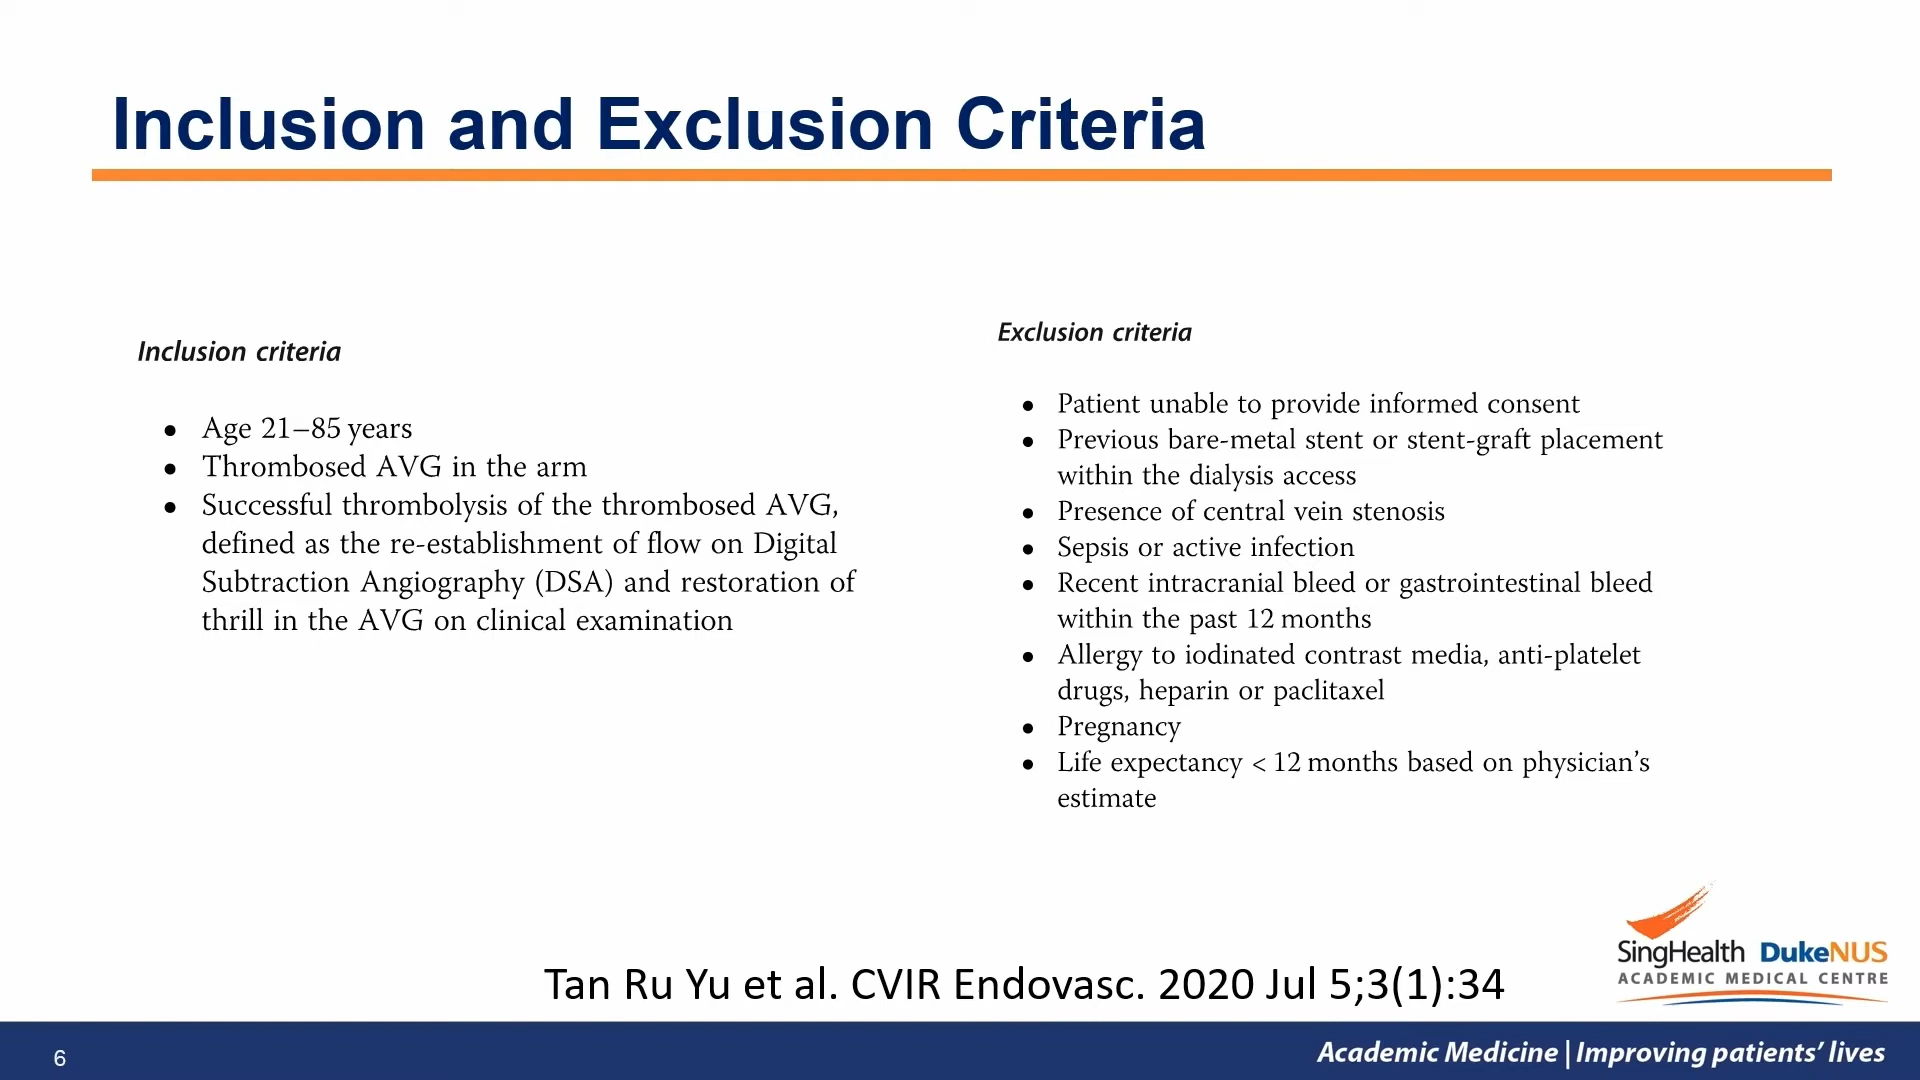 Inclusion and Exclusion Criteria
Inclusion criteria
• Age 21–85 years
• Thrombosed AVG in the arm
• Successful thrombolysis of the thrombosed AVG,
defined as the re-establishment of flow on Digital
Subtraction Angiography (DSA) and restoration of
thrill in the AVG on clinical examination
Exclusion criteria
• Patient unable to provide informed consent
• Previous bare-metal stent or stent-graft placement
within the dialysis access
• Presence of central vein stenosis
• Sepsis or active infection
• Recent intracranial bleed or gastrointestinal bleed
within the past 12 months
• Allergy to iodinated contrast media, anti-platelet
drugs, heparin or paclitaxel
• Pregnancy
• Life expectancy < 12 months based on physician’s
estimate
Tan Ru Yu et al. CVIR Endovasc. 2020 Jul 5;3(1):34
SingHealth DukeNUS
ACADEMIC MEDICAL CENTRE
6
Academic Medicine | Improving patients’ lives